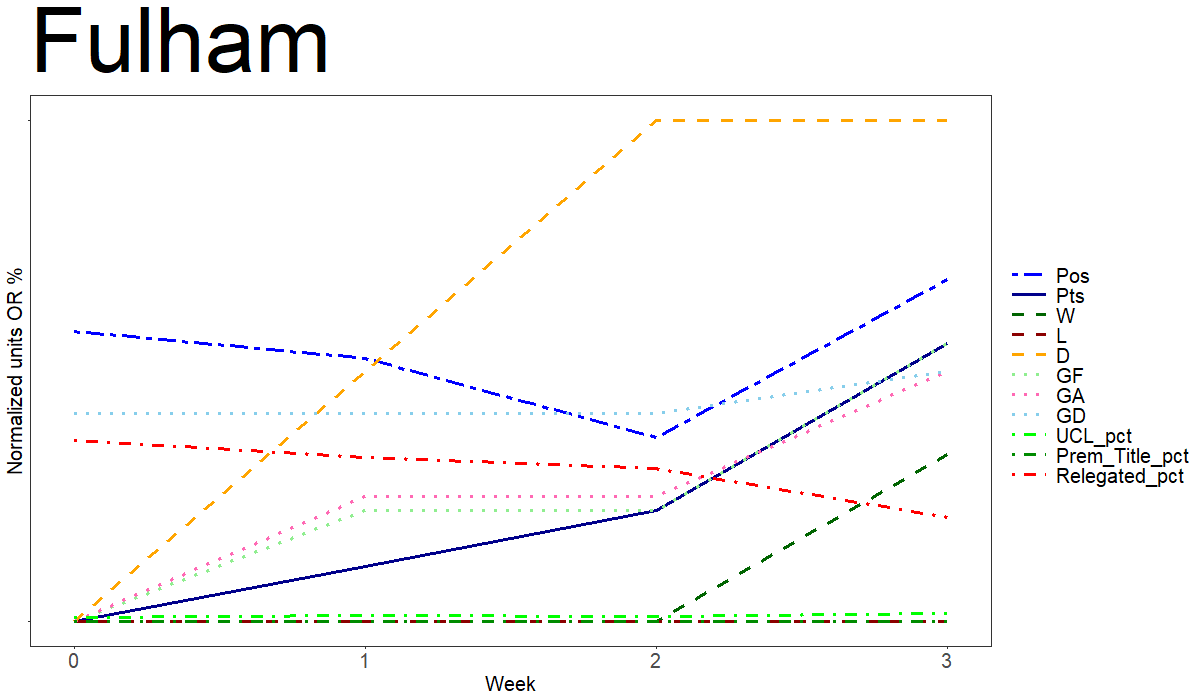 Fulham
Normalized units OR %
0 1 2 3
Week
Pos
Pts
W
L
D
GF
GA
GD
UCL_pct
Prem_Title_pct
Relegated_pct